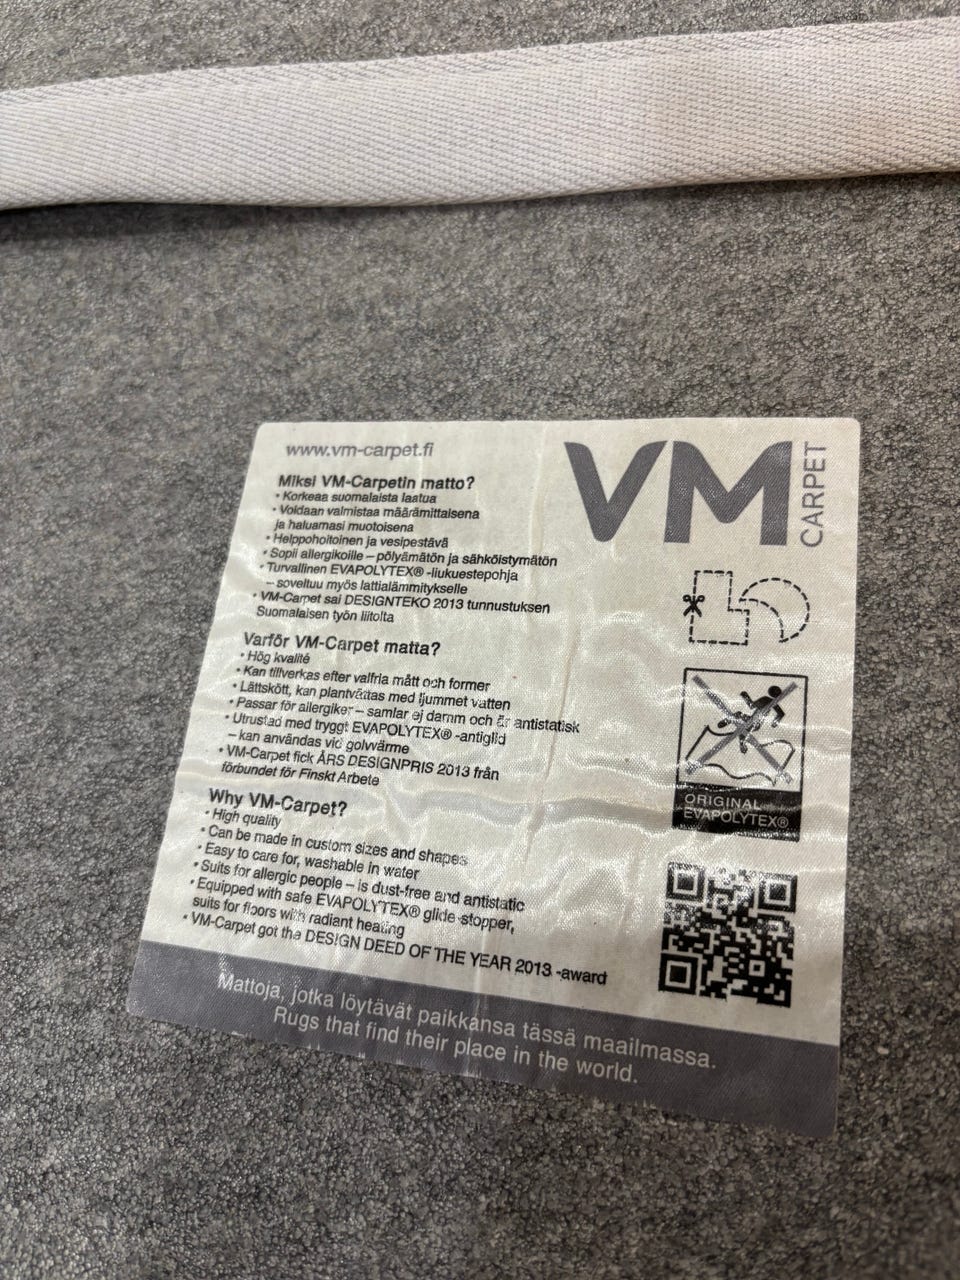 www.vm-carpet.fi
VM
CARPET
Miksi VM-Carpetin matto?
• Korkeaa suomalaista laatua
• Voidaan valmistaa määrämittaisena
ja haluamasi muotoisena
• Helppohoitoinen ja vesipestävä
• Sopii allergikoille – pölyämätön ja sähköistymätön
• Turvallinen EVAPOLYTEX® -liukuestepohja
– soveltuu myös lattialämmitykselle
• VM-Carpet sai DESIGNTEKO 2013 tunnustuksen
Suomalaisen työn liitolta
Varför VM-Carpet matta?
• Hög kvalité
• Kan tillverkas efter valfria mått och former
• Lättskött, kan plantvättas med ljummet vatten
• Passar för allergiker – samlar ej damm och är antistatisk
• Utrustad med tryggt EVAPOLYTEX® -antiglid
– kan användas vid golvwärme
• VM-Carpet fick ÅRS DESIGNPRIS 2013 från
förbundet för Finskt Arbete
Why VM-Carpet?
• High quality
• Can be made in custom sizes and shapes
• Easy to care for, washable in water
• Suits for allergic people – is dust-free and antistatic
• Equipped with safe EVAPOLYTEX® glide-stopper,
suits for floors with radiant heating
• VM-Carpet got the DESIGN DEED OF THE YEAR 2013 -award
ORIGINAL
EVAPOLYTEX®
Mattoja, jotka löytävät paikkansa tässä maailmassa.
Rugs that find their place in the world.